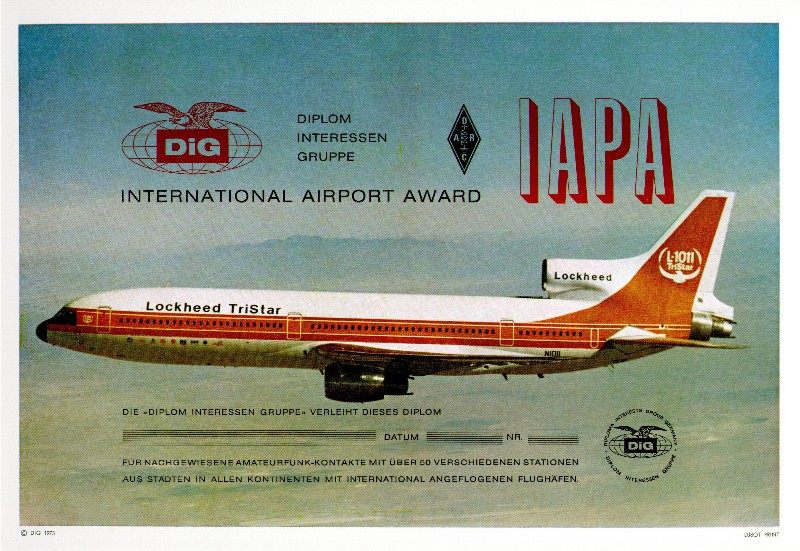 DIG
DIPLOM
INTERESSEN
GRUPPE
DARC
IAPA
INTERNATIONAL AIRPORT AWARD
L-1011
TriStar
Lockheed
Lockheed TriStar
N1011
DIE «DIPLOM INTERESSEN GRUPPE» VERLEIHT DIESES DIPLOM
DATUM NR.
FÜR NACHGEWIESENE AMATEURFUNK-KONTAKTE MIT ÜBER 50 VERSCHIEDENEN STATIONEN
AUS STÄDTEN IN ALLEN KONTINENTEN MIT INTERNATIONAL ANGEFLOGENEN FLUGHÄFEN.
DIPLOMA INTERESTS GROUP GERMANY
DIG
DIPLOM INTERESSEN GRUPPE
© DIG 1973
PRINT